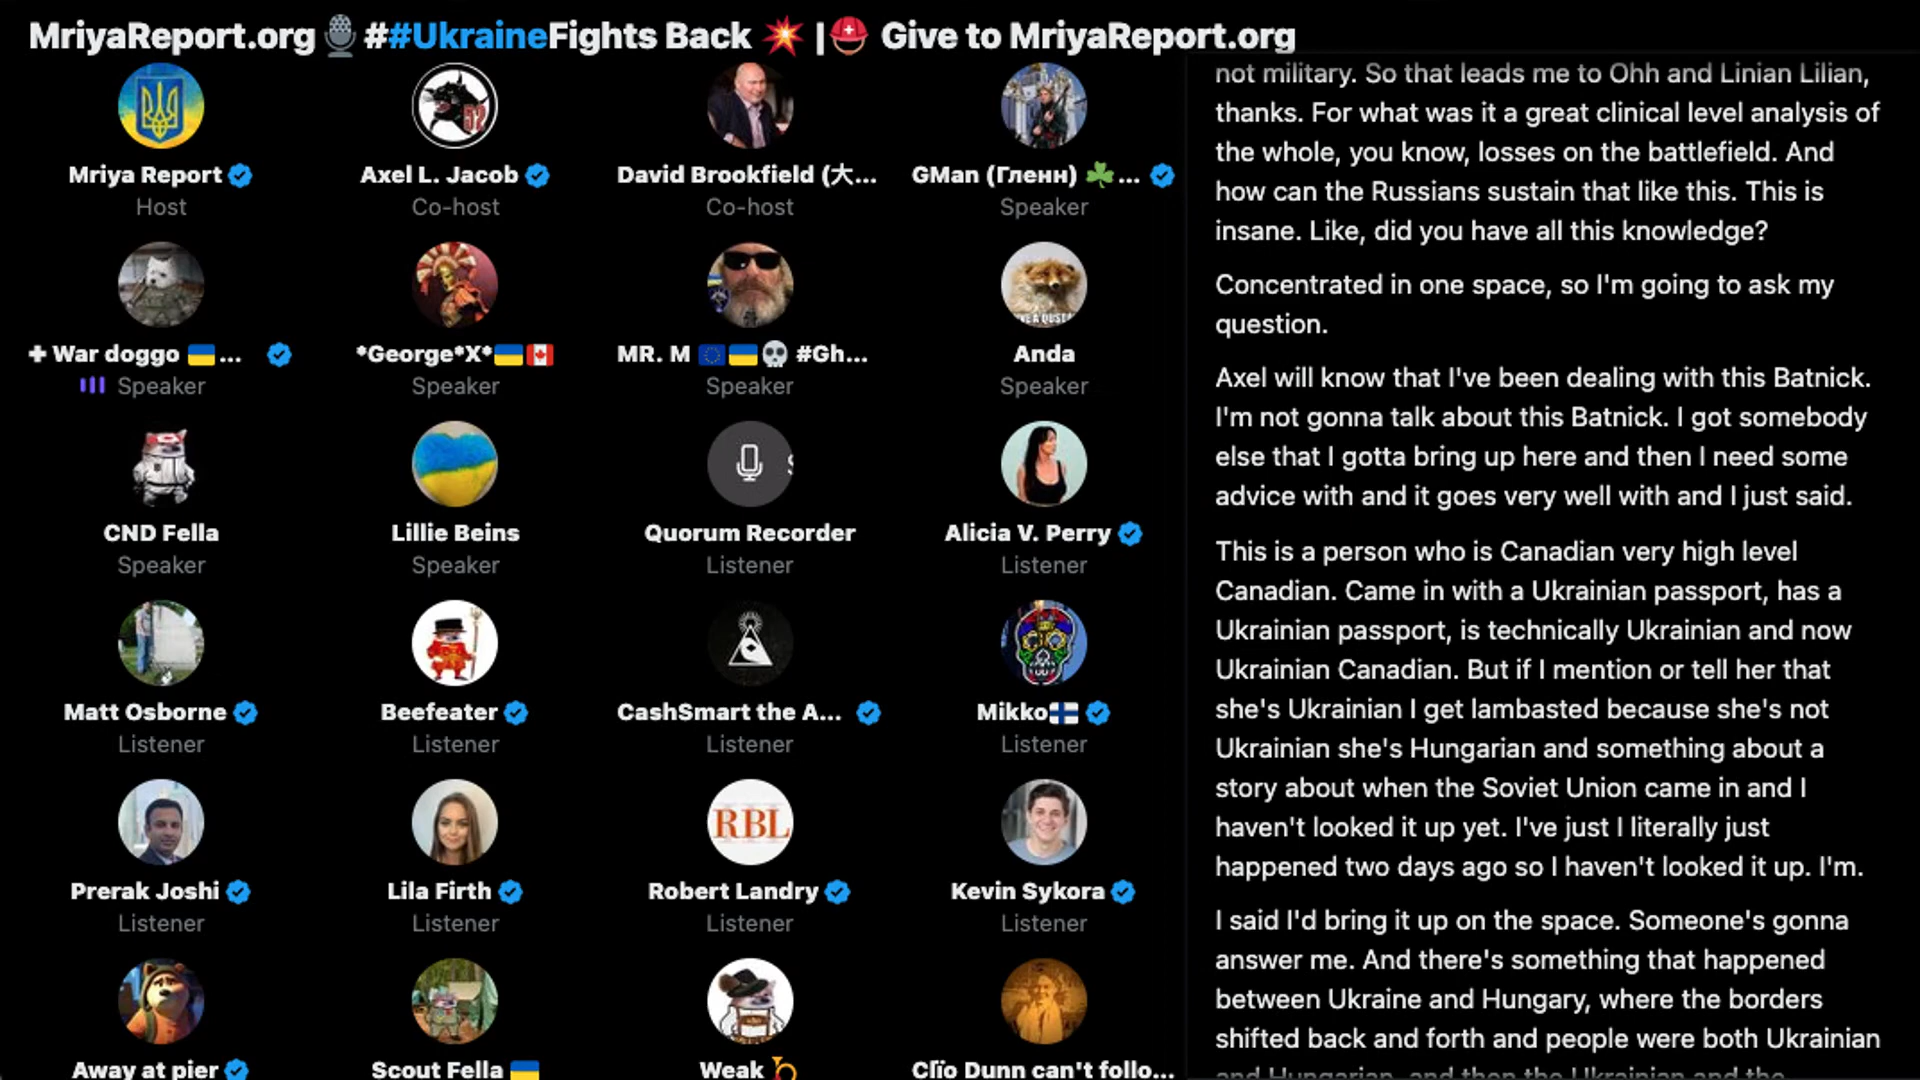 MriyaReport.org🎙️##UkraineFights Back 💥 |⛑️ Give to MriyaReport.org
Mriya Report
Host
Axel L. Jacob
Co-host
David Brookfield (大...
Co-host
GMan (Гленн) ☘️...
Speaker
✚ War doggo 🇺🇦...
Speaker
*George*X*🇺🇦🇨🇦
Speaker
MR. M 🇪🇺🇺🇦💀 #Gh...
Speaker
Anda
Speaker
CND Fella
Speaker
Lillie Beins
Speaker
Quorum Recorder
Listener
Alicia V. Perry
Listener
Matt Osborne
Listener
Beefeater
Listener
CashSmart the A...
Listener
Mikko🇫🇮
Listener
Prerak Joshi
Listener
Lila Firth
Listener
RBL
Robert Landry
Listener
Kevin Sykora
Listener
Away at pier
Scout Fella 🇺🇦
Weak
Clïo Dunn can't follo...
not military. So that leads me to Ohh and Linian Lilian,
thanks. For what was it a great clinical level analysis of
the whole, you know, losses on the battlefield. And
how can the Russians sustain that like this. This is
insane. Like, did you have all this knowledge?
Concentrated in one space, so I'm going to ask my
question.
Axel will know that I've been dealing with this Batnick.
I'm not gonna talk about this Batnick. I got somebody
else that I gotta bring up here and then I need some
advice with and it goes very well with and I just said.
This is a person who is Canadian very high level
Canadian. Came in with a Ukrainian passport, has a
Ukrainian passport, is technically Ukrainian and now
Ukrainian Canadian. But if I mention or tell her that
she's Ukrainian I get lambasted because she's not
Ukrainian she's Hungarian and something about a
story about when the Soviet Union came in and I
haven't looked it up yet. I've just I literally just
happened two days ago so I haven't looked it up. I'm.
I said I'd bring it up on the space. Someone's gonna
answer me. And there's something that happened
between Ukraine and Hungary, where the borders
shifted back and forth and people were both Ukrainian
and Hungarian, and then the Ukrainian and the